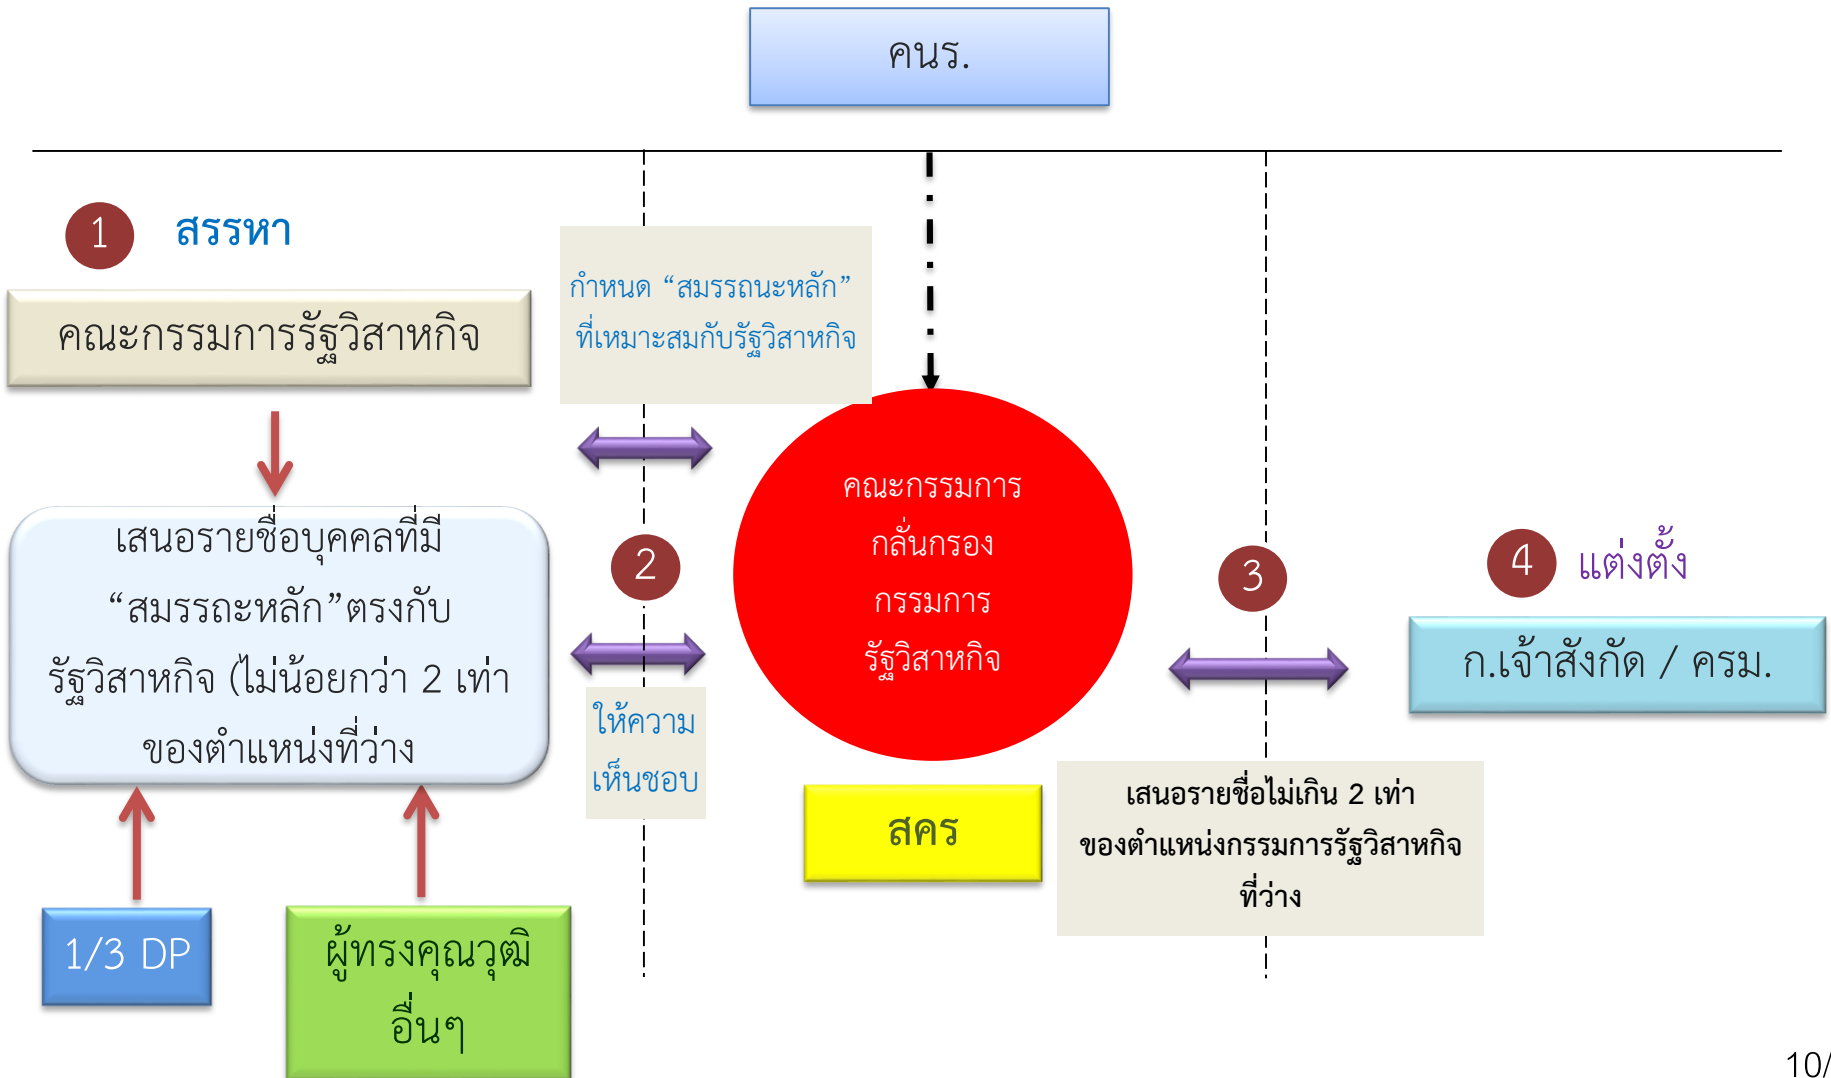 คนร.
1 สรรหา
คณะกรรมการรัฐวิสาหกิจ
เสนอรายชื่อบุคคลที่มี
“สมรรถะหลัก”ตรงกับ
รัฐวิสาหกิจ (ไม่น้อยกว่า 2 เท่า
ของตำแหน่งที่ว่าง
1/3 DP
ผู้ทรงคุณวุฒิ
อื่นๆ
กำหนด “สมรรถนะหลัก”
ที่เหมาะสมกับรัฐวิสาหกิจ
2
ให้ความ
เห็นชอบ
คณะกรรมการ
กลั่นกรอง
กรรมการ
รัฐวิสาหกิจ
สคร
3
เสนอรายชื่อไม่เกิน 2 เท่า
ของตำแหน่งกรรมการรัฐวิสาหกิจ
ที่ว่าง
4 แต่งตั้ง
ก.เจ้าสังกัด / ครม.
10/